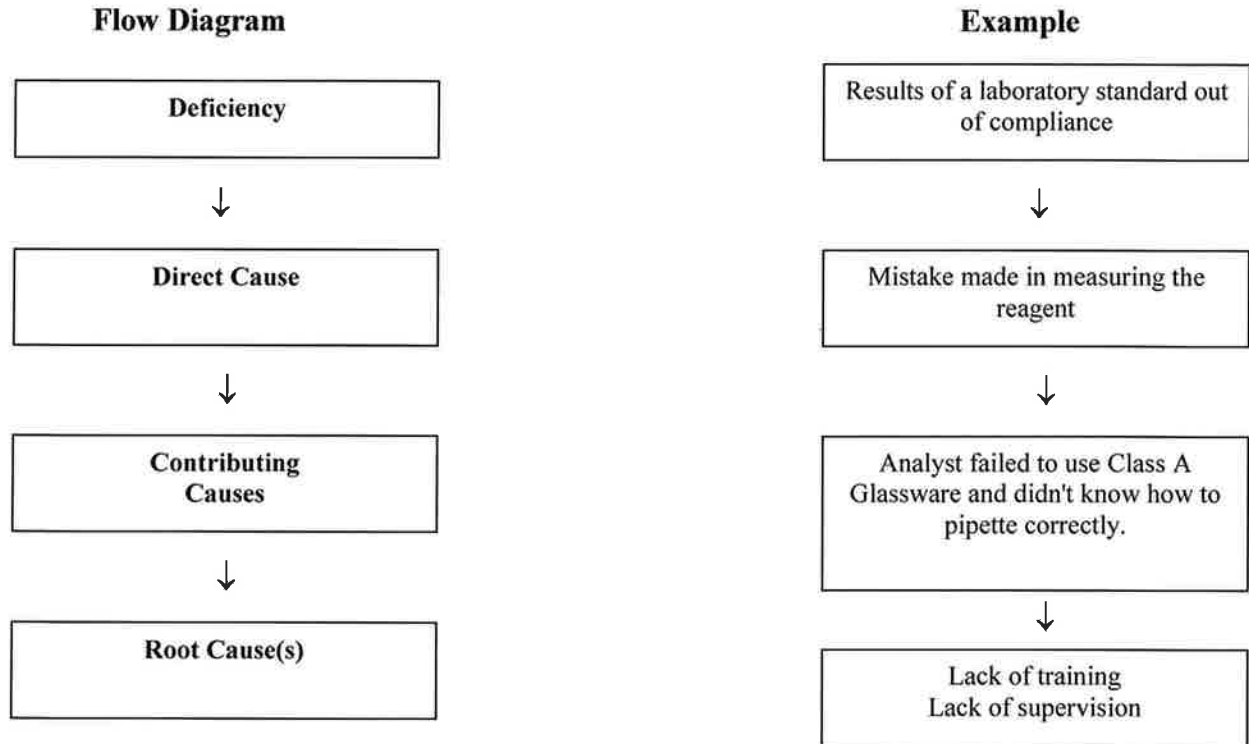 Flow Diagram
Deficiency
↓
Direct Cause
↓
Contributing
Causes
↓
Root Cause(s)
Example
Results of a laboratory standard out
of compliance
↓
Mistake made in measuring the
reagent
↓
Analyst failed to use Class A
Glassware and didn't know how to
pipette correctly.
↓
Lack of training
Lack of supervision